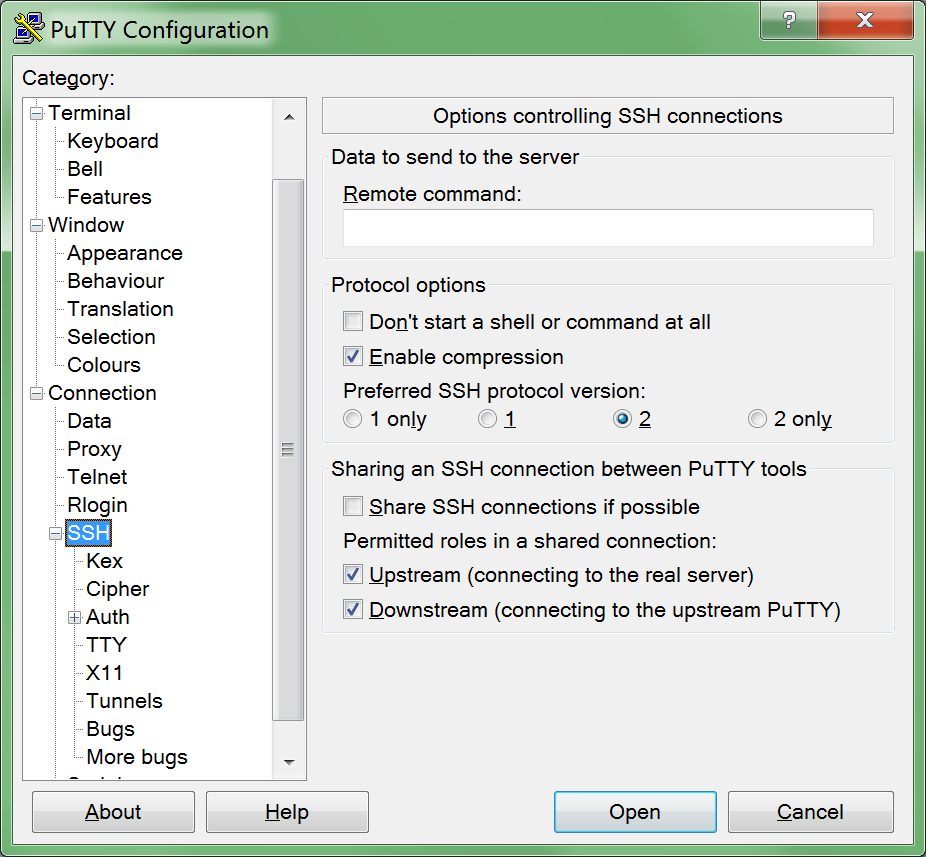 PuTTY Configuration
?
X
Category:
Terminal
Keyboard
Bell
Features
Window
Appearance
Behaviour
Translation
Selection
Colours
Connection
Data
Proxy
Telnet
Rlogin
SSH
Kex
Cipher
Auth
TTY
X11
Tunnels
Bugs
More bugs
Options controlling SSH connections
Data to send to the server
Remote command:
Protocol options
Don't start a shell or command at all
Enable compression
Preferred SSH protocol version:
1 only 1 2 2 only
Sharing an SSH connection between PuTTY tools
Share SSH connections if possible
Permitted roles in a shared connection:
Upstream (connecting to the real server)
Downstream (connecting to the upstream PuTTY)
About Help Open Cancel